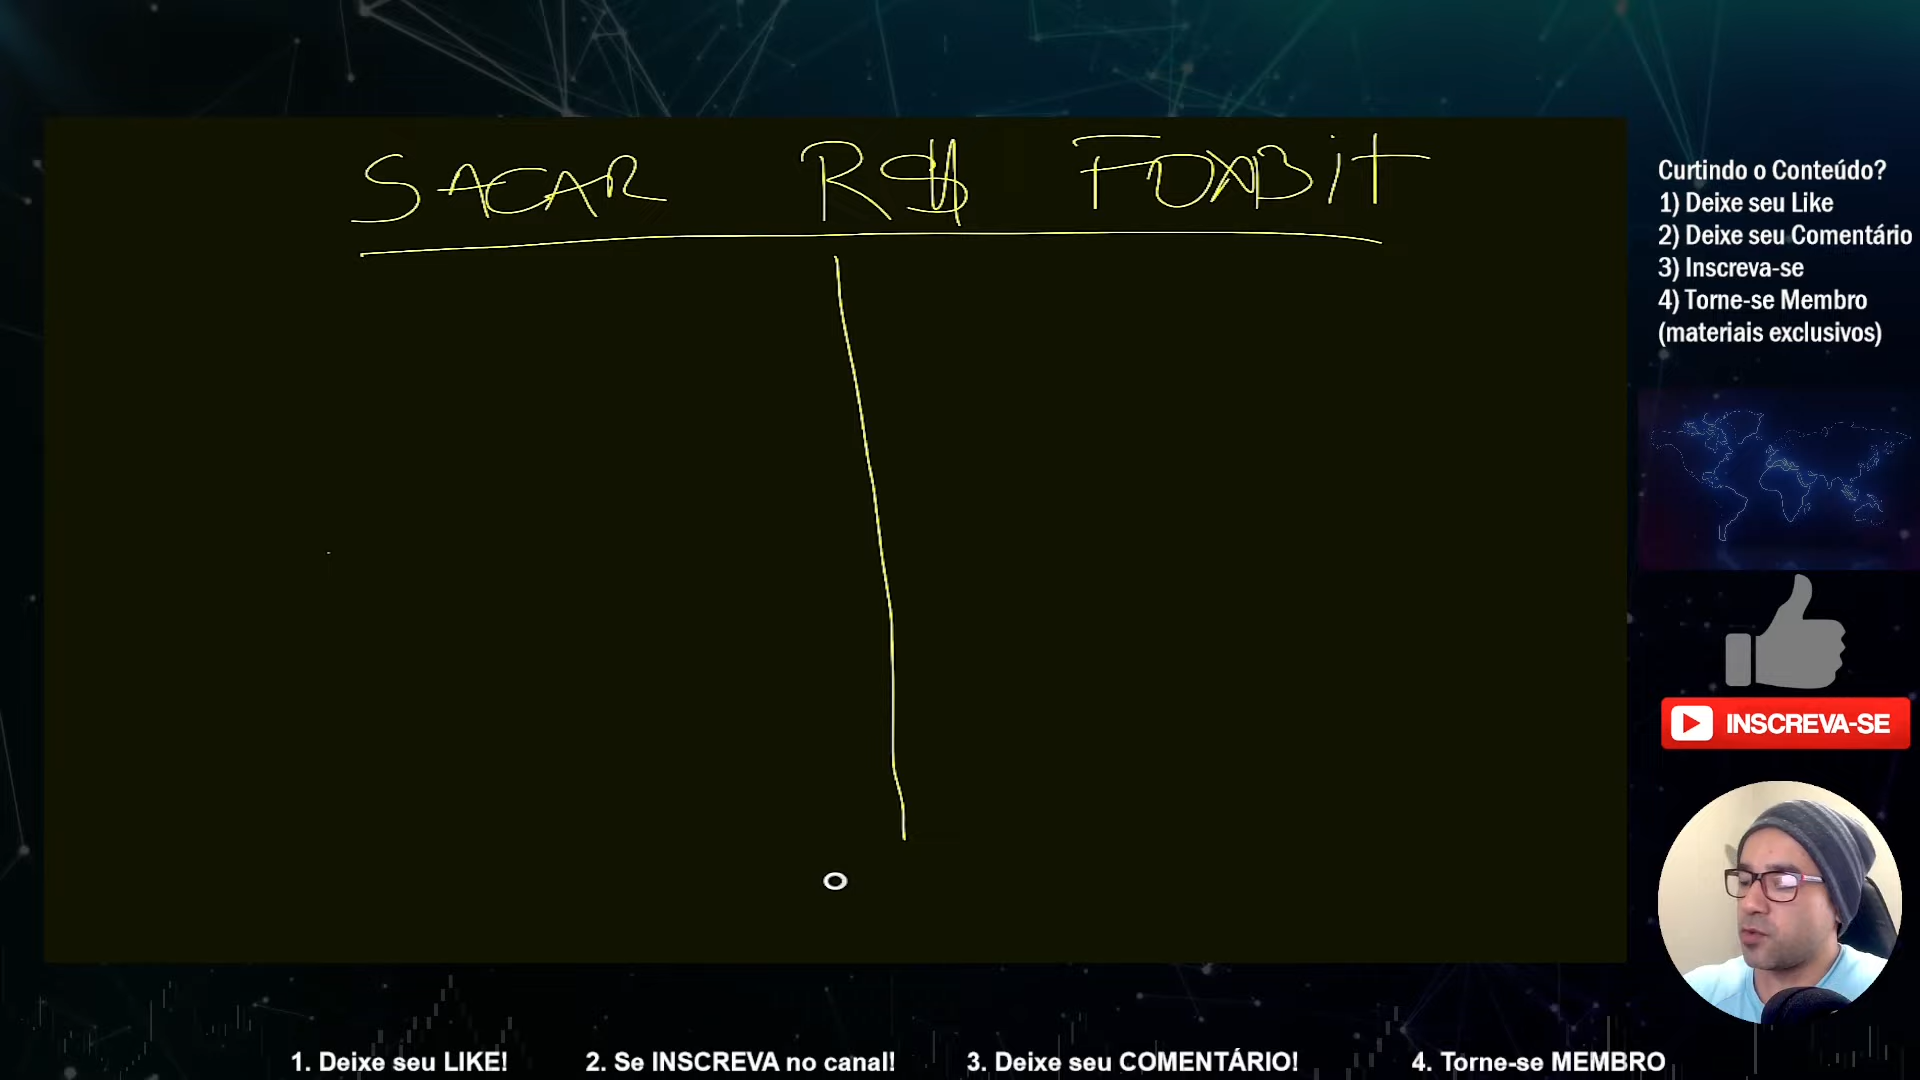 SACAR R$ FOXBiT
Curtindo o Conteúdo?
1) Deixe seu Like
2) Deixe seu Comentário
3) Inscreva-se
4) Torne-se Membro
(materiais exclusivos)
INSCREVA-SE
1. Deixe seu LIKE! 2. Se INSCREVA no canal! 3. Deixe seu COMENTÁRIO! 4. Torne-se MEMBRO